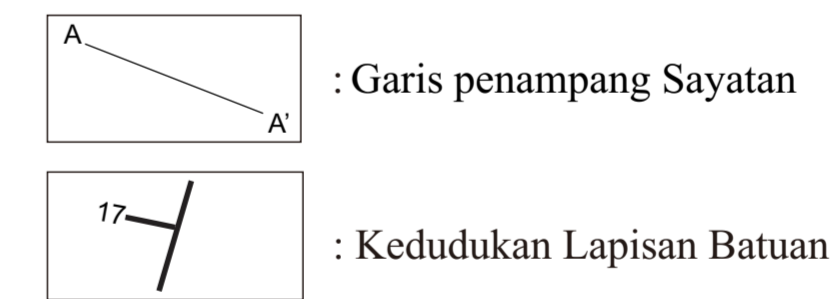 A
A’
: Garis penampang Sayatan
17
: Kedudukan Lapisan Batuan